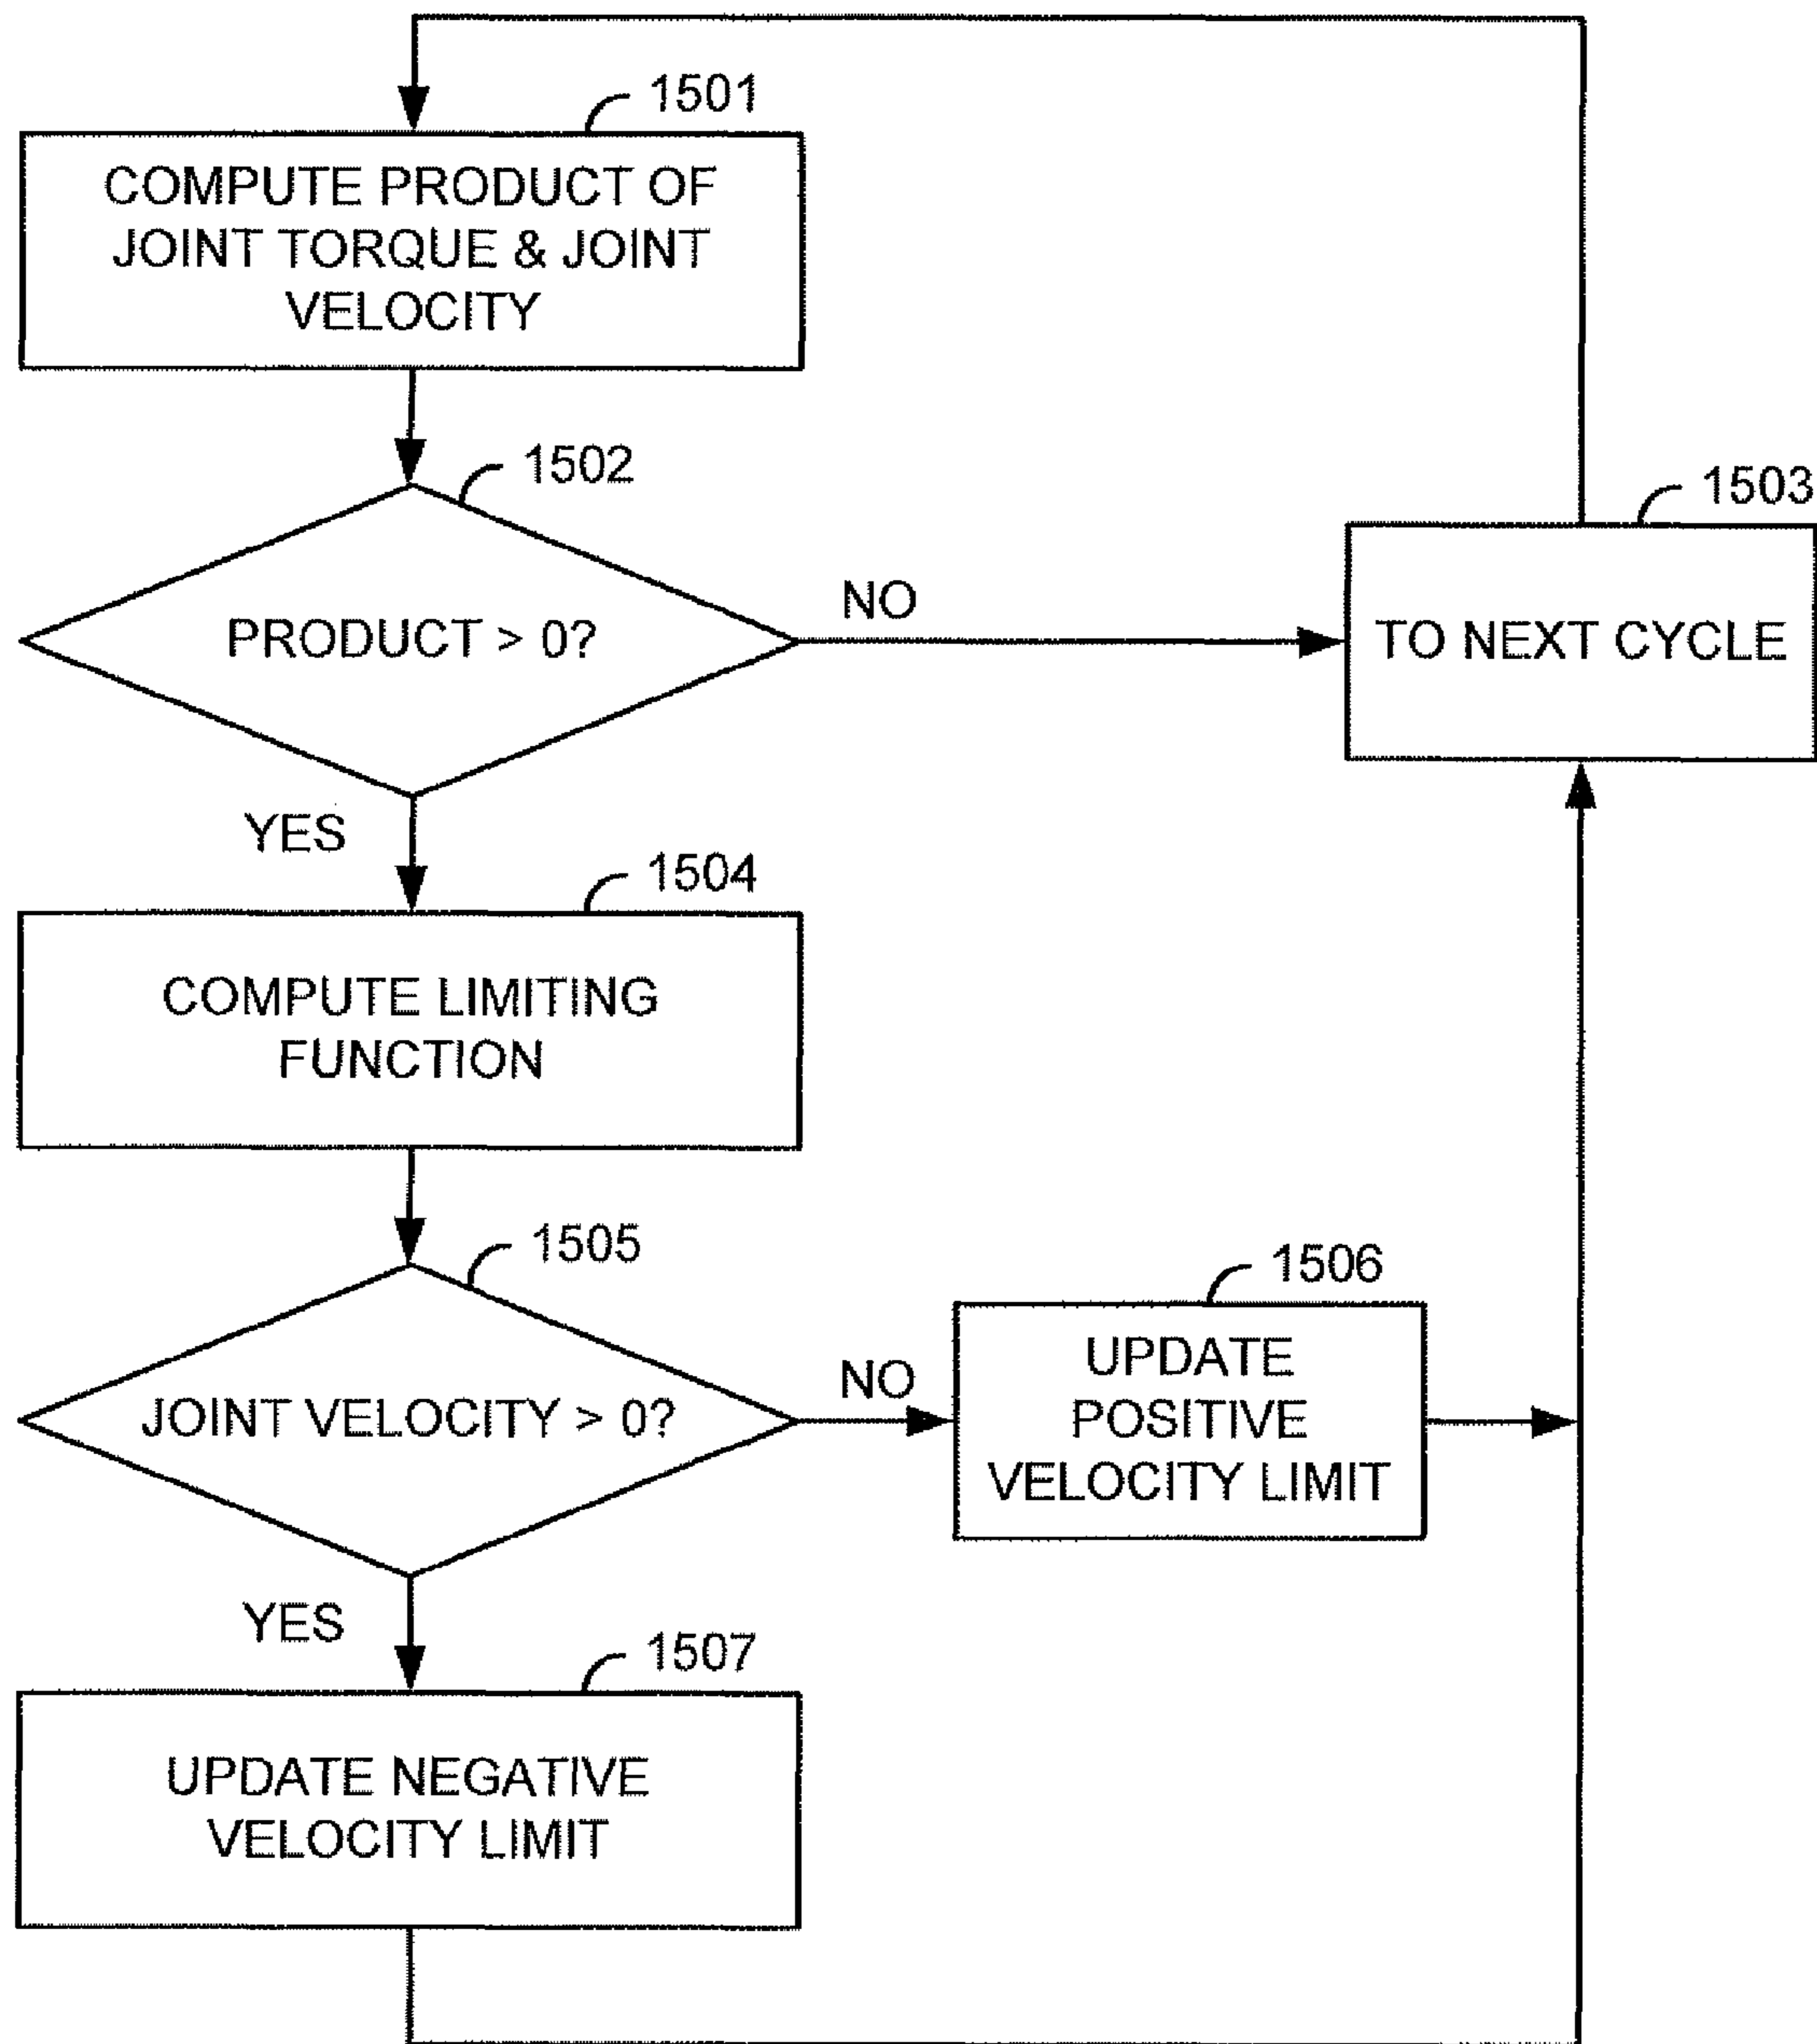 1501
COMPUTE PRODUCT OF
JOINT TORQUE & JOINT
VELOCITY
1502
PRODUCT > 0?
NO
1503
TO NEXT CYCLE
YES
1504
COMPUTE LIMITING
FUNCTION
1505
JOINT VELOCITY > 0?
NO
1506
UPDATE
POSITIVE
VELOCITY LIMIT
YES
1507
UPDATE NEGATIVE
VELOCITY LIMIT